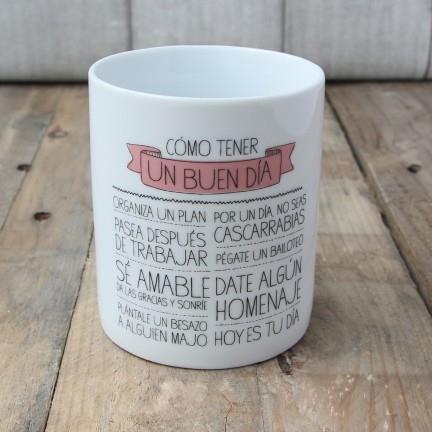 CÓMO TENER
UN BUEN DÍA
ORGANIZA UN PLAN
PASEA DESPUÉS
DE TRABAJAR
SÉ AMABLE
DA LAS GRACIAS Y SONRÍE
PLÁNTALE UN BESAZO
A ALGUIEN MAJO
POR UN DÍA, NO SEAS
CASCARRABIAS
PÉGATE UN BAILOTEO
DATE ALGÚN
HOMENAJE
HOY ES TU DÍA